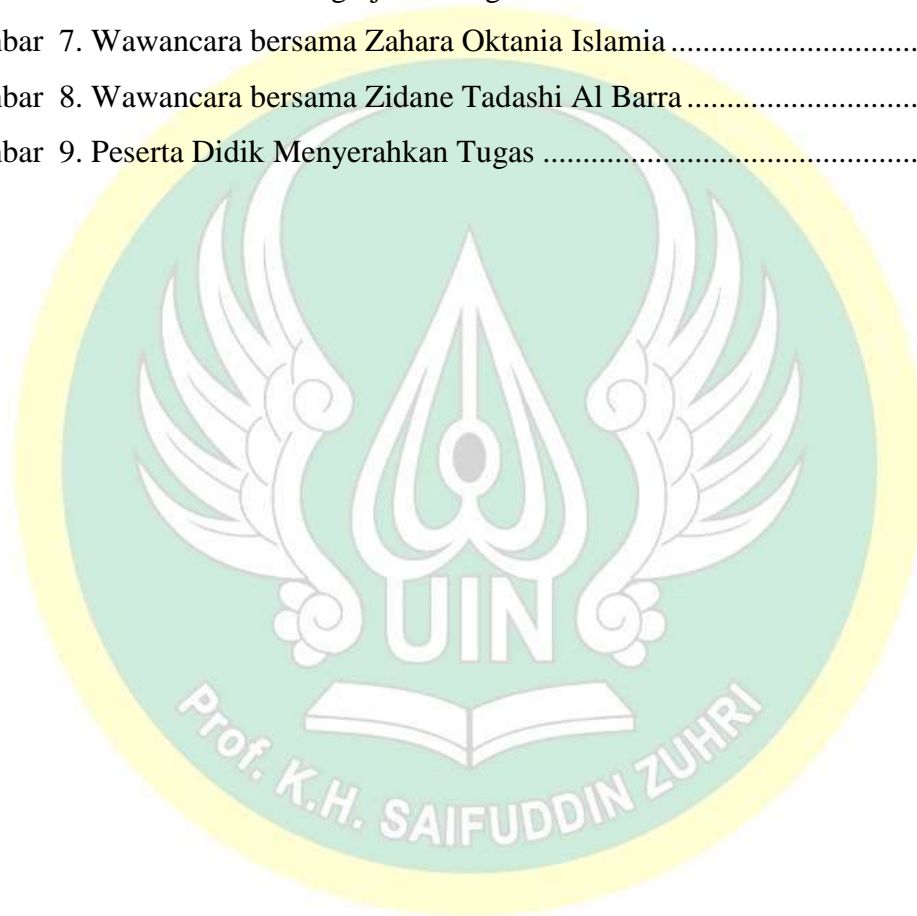 bar 7. Wawancara bersama Zahara Oktania Islamia ................................
bar 8. Wawancara bersama Zidane Tadashi Al Barra ..............................
bar 9. Peserta Didik Menyerahkan Tugas ................................................
UIN
Prof. K.H. SAIFUDDIN ZUHRI